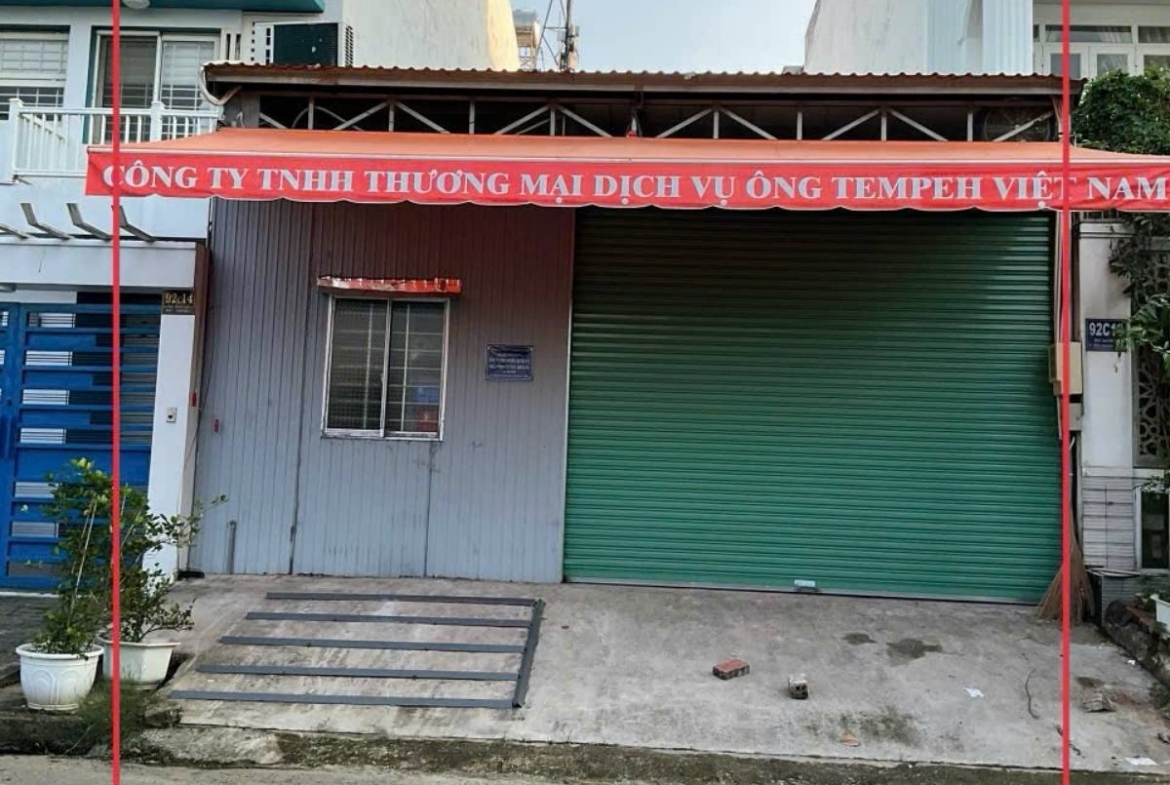 CÔNG TY TNHH THƯƠNG MẠI DỊCH VỤ ÔNG TEMPEH VIỆT NAM
92C14
92C1